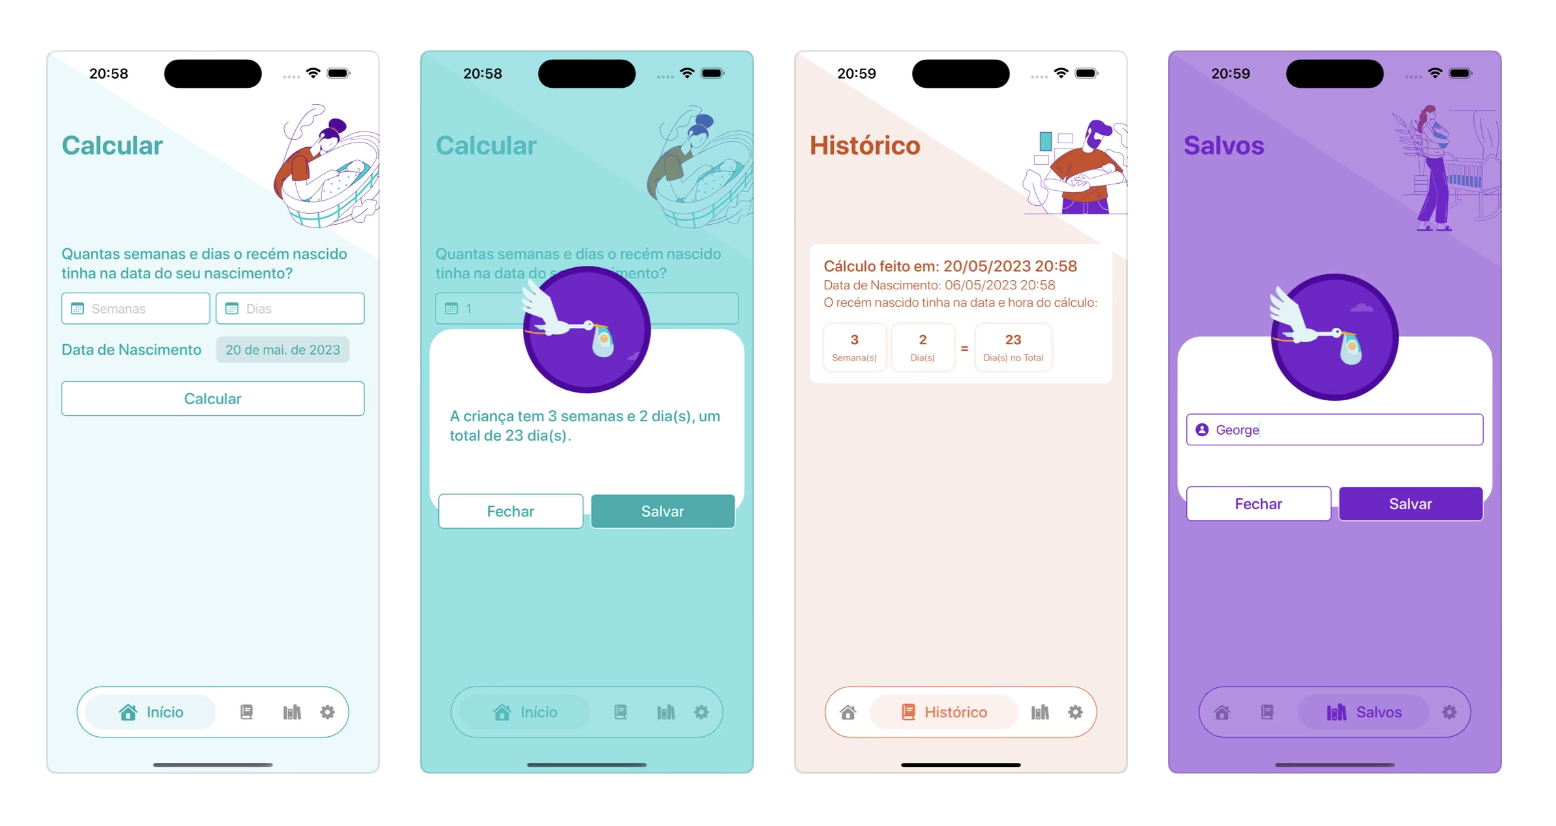 20:58
Calcular
Quantas semanas e dias o recém nascido
tinha na data do seu nascimento?
Semanas
Dias
Data de Nascimento
20 de mai. de 2023
Calcular
Início
20:58
Calcular
Quantas semanas e dias o recém nascido
tinha na data do s imento?
1
A criança tem 3 semanas e 2 dia(s), um
total de 23 dia(s).
Fechar
Salvar
Início
20:59
Histórico
Cálculo feito em: 20/05/2023 20:58
Data de Nascimento: 06/05/2023 20:58
O recém nascido tinha na data e hora do cálculo:
3
Semana(s)
2
Dia(s)
=
23
Dia(s) no Total
Histórico
20:59
Salvos
George
Fechar
Salvar
Salvos